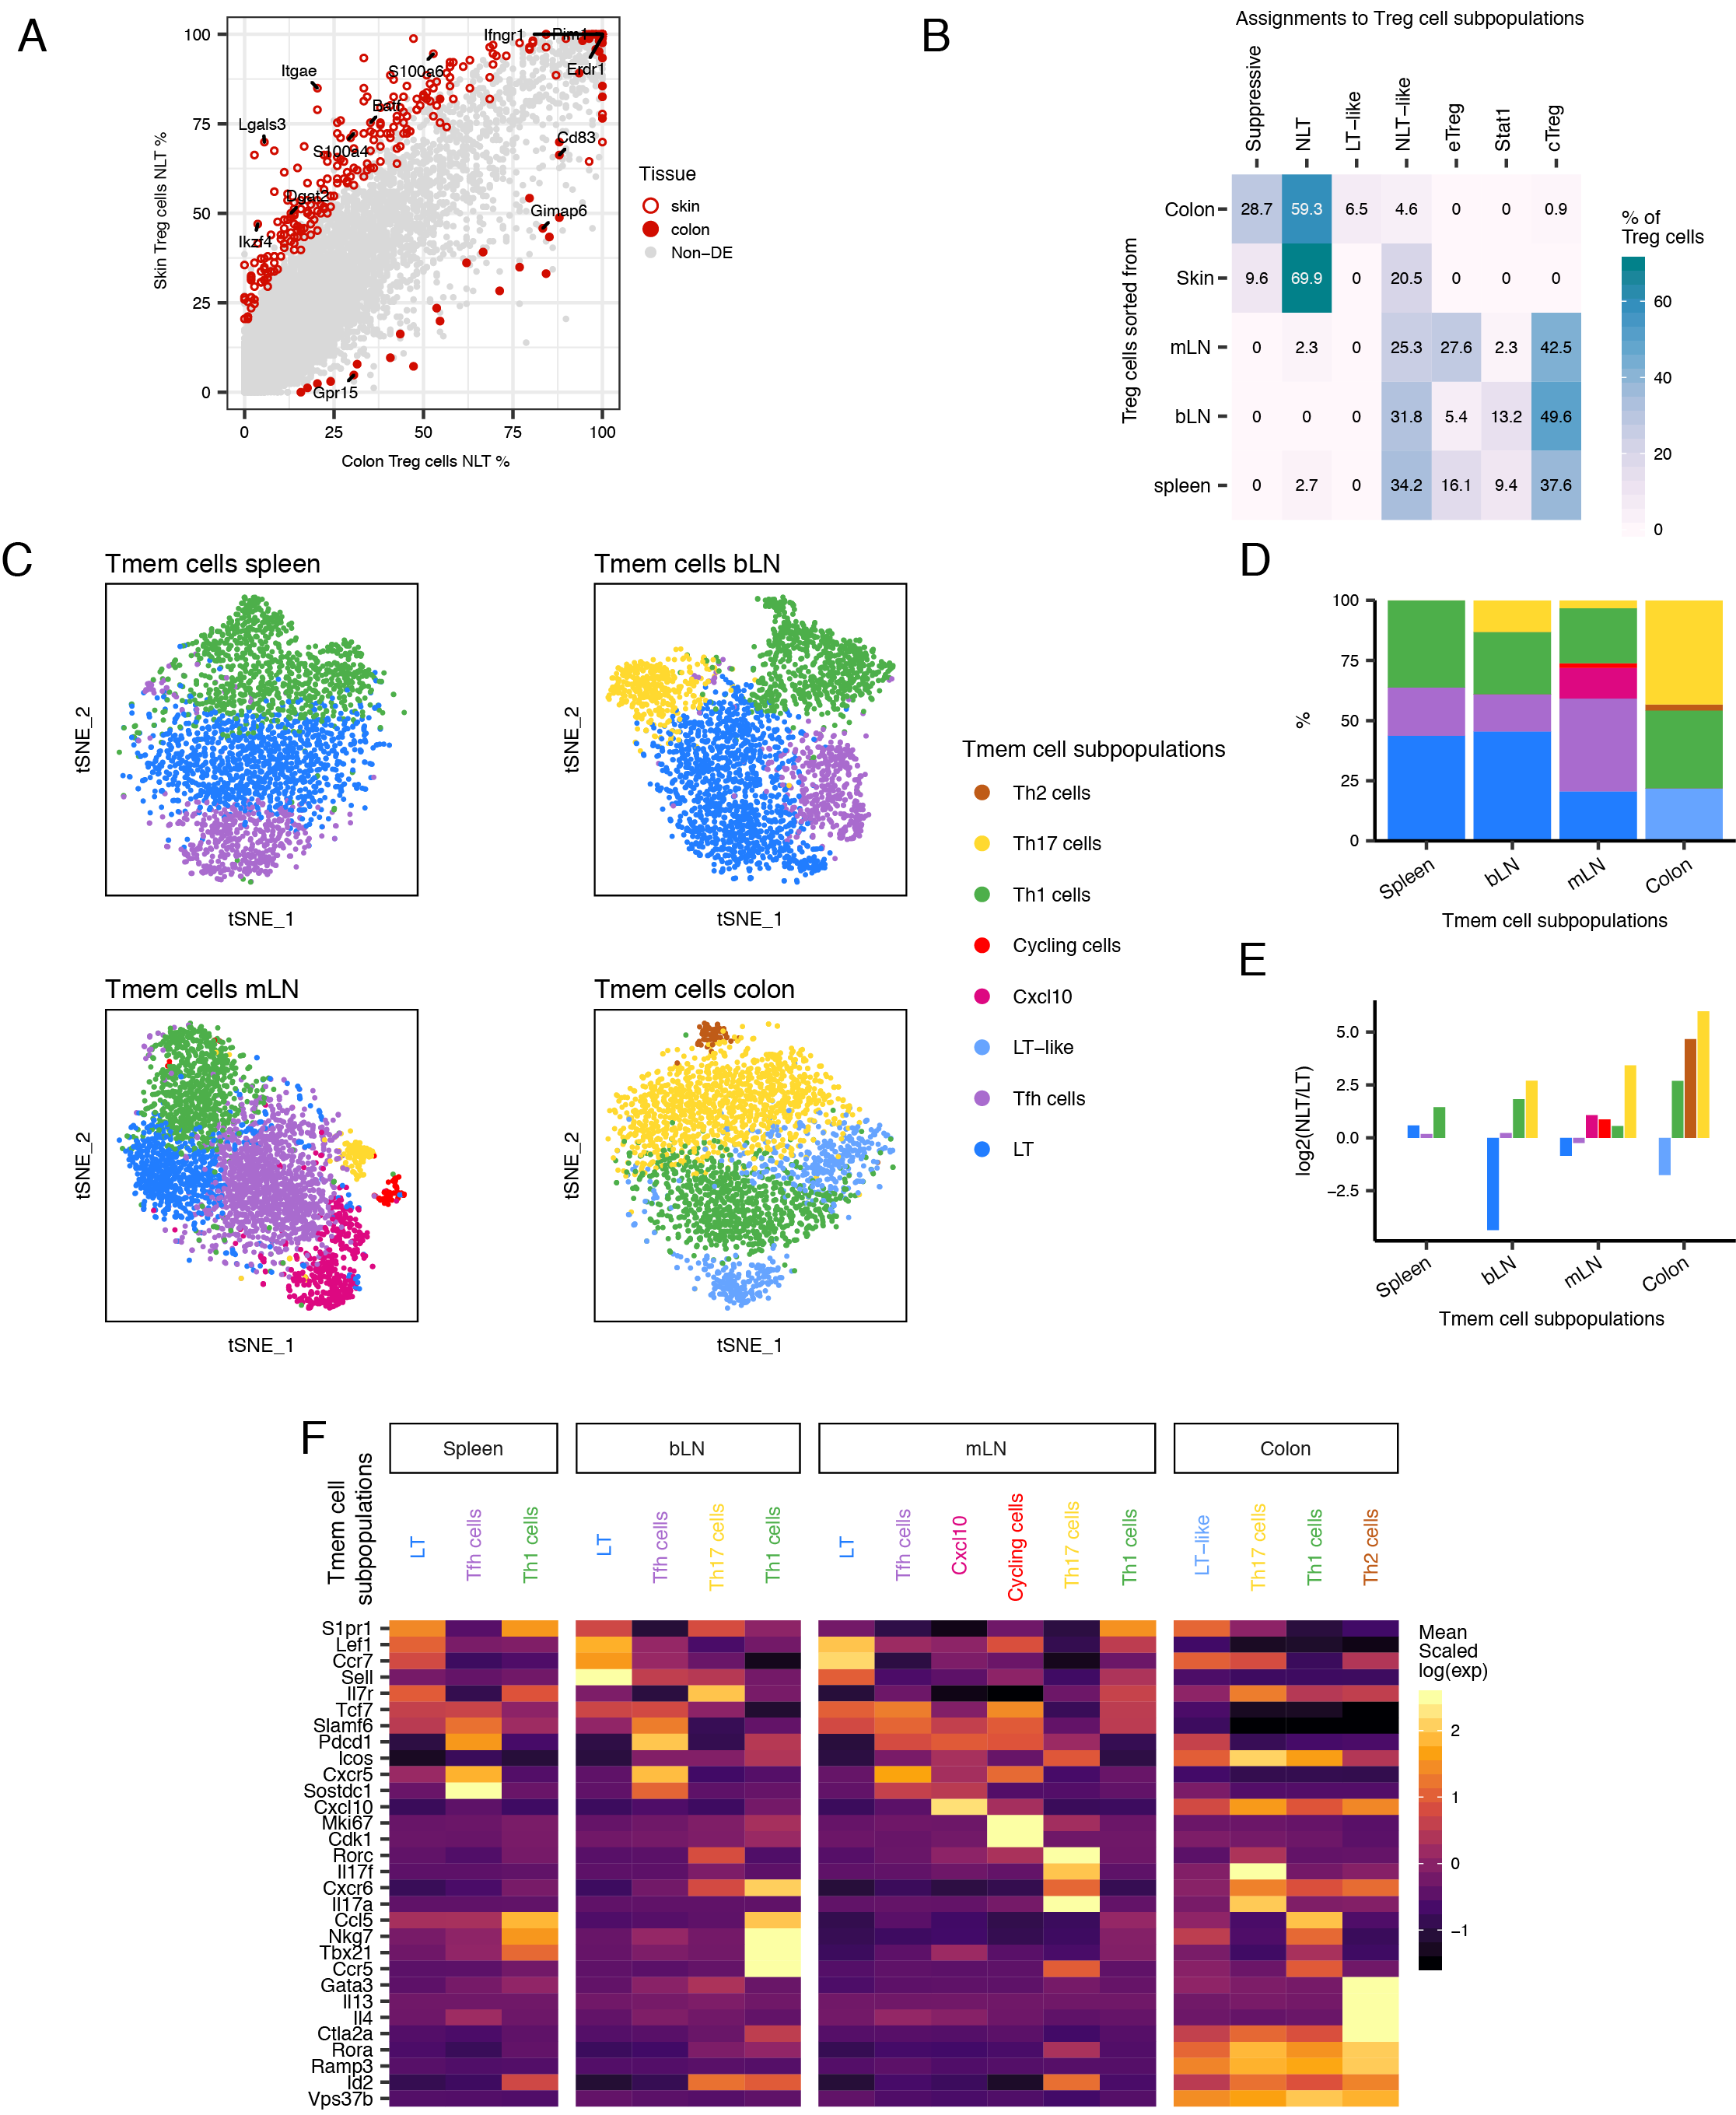 A
100
75
50
25
0
0
25
50
75
100
Skin Treg cells NLT %
Colon Treg cells NLT %
Ifngr1
Pim1
Erdr1
Itgae
S100a6
Batf
Lgals3
S100a4
Cd83
Dgat2
Gimap6
Ikzf4
Gpr15
Tissue
skin
colon
Non−DE
B
Assignments to Treg cell subpopulations
Suppressive
NLT
LT−like
NLT−like
eTreg
Stat1
cTreg
Treg cells sorted from
Colon 28.7 59.3 6.5 4.6 0 0 0.9
Skin 9.6 69.9 0 20.5 0 0 0
mLN 0 2.3 0 25.3 27.6 2.3 42.5
bLN 0 0 0 31.8 5.4 13.2 49.6
spleen 0 2.7 0 34.2 16.1 9.4 37.6
% of
Treg cells
60
40
20
0
C
Tmem cells spleen
tSNE_2
tSNE_1
Tmem cells bLN
tSNE_2
tSNE_1
Tmem cells mLN
tSNE_2
tSNE_1
Tmem cells colon
tSNE_2
tSNE_1
Tmem cell subpopulations
Th2 cells
Th17 cells
Th1 cells
Cycling cells
Cxcl10
LT−like
Tfh cells
LT
D
100
75
50
25
0
%
Spleen
bLN
mLN
Colon
Tmem cell subpopulations
E
5.0
2.5
0.0
−2.5
log2(NLT/LT)
Spleen
bLN
mLN
Colon
Tmem cell subpopulations
F
Spleen
bLN
mLN
Colon
Tmem cell
subpopulations
LT
Tfh cells
Th1 cells
LT
Tfh cells
Th17 cells
Th1 cells
LT
Tfh cells
Cxcl10
Cycling cells
Th17 cells
Th1 cells
LT−like
Th17 cells
Th1 cells
Th2 cells
S1pr1
Lef1
Ccr7
Sell
Il7r
Tcf7
Slamf6
Pdcd1
Icos
Cxcr5
Sostdc1
Cxcl10
Mki67
Cdk1
Rorc
Il17f
Cxcr6
Il17a
Ccl5
Nkg7
Tbx21
Ccr5
Gata3
Il13
Il4
Ctla2a
Rora
Ramp3
Id2
Vps37b
Mean
Scaled
log(exp)
2
1
0
−1